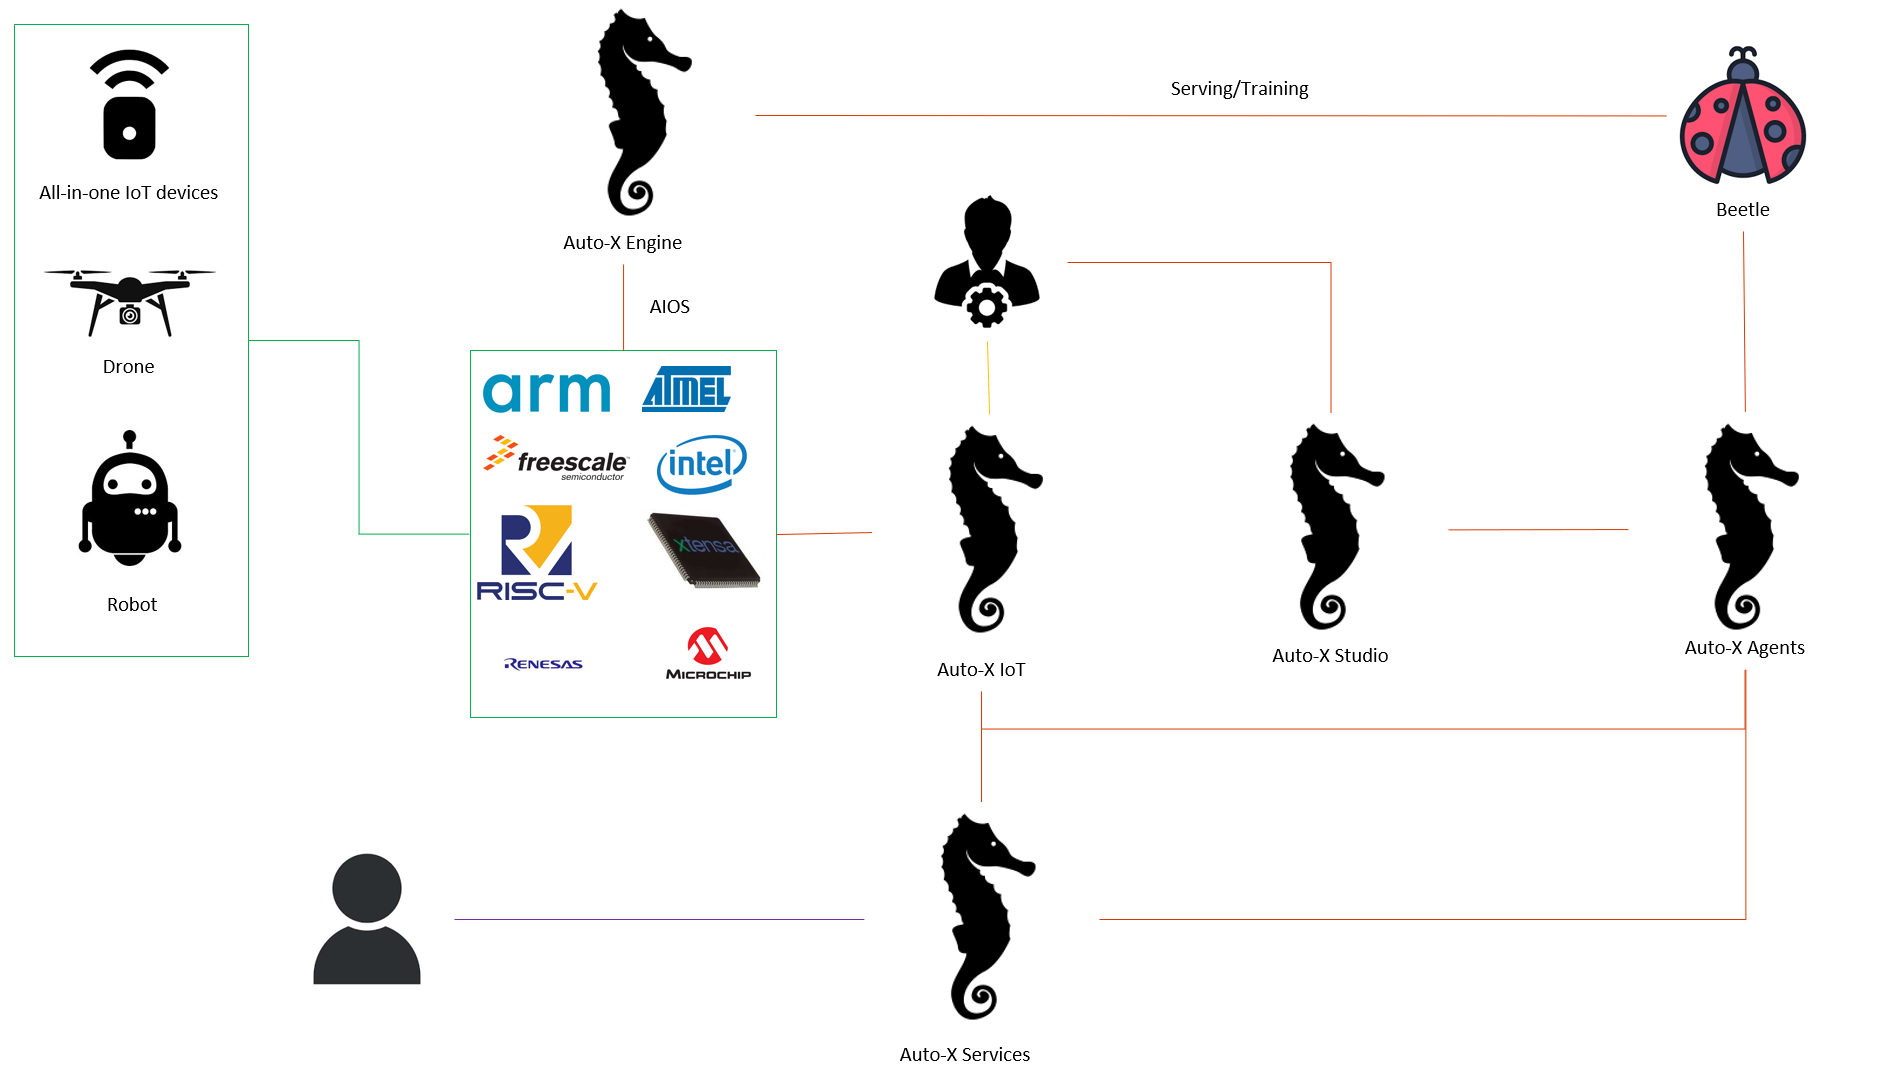 All-in-one IoT devices
Drone
Robot
Auto-X Engine
AIOS
Serving/Training
Beetle
arm
ATMEL
freescale
semiconductor
intel
RISC-V
xtensa
RENESAS
MICROCHIP
Auto-X IoT
Auto-X Studio
Auto-X Agents
Auto-X Services